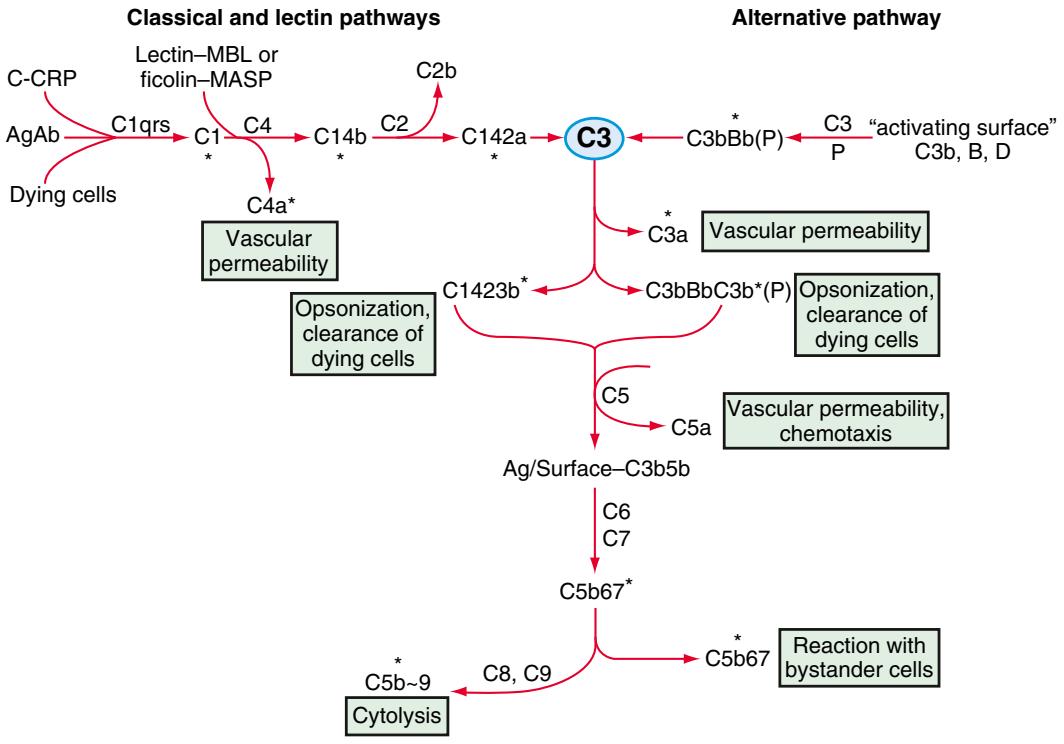 Classical and lectin pathways
Alternative pathway
Lectin–MBL or
ficolin–MASP
C-CRP
C2b
AgAb
C1qrs
C1
*
C4
C14b
*
C2
C142a
*
C3
*
C3bBb(P)
C3
P
“activating surface”
C3b, B, D
Dying cells
C4a*
Vascular
permeability
*
C3a
Vascular permeability
C1423b*
Opsonization,
clearance of
dying cells
C3bBbC3b*(P)
Opsonization,
clearance of
dying cells
C5
C5a
Vascular permeability,
chemotaxis
Ag/Surface–C3b5b
C6
C7
C5b67*
*
C5b67
Reaction with
bystander cells
C8, C9
*
C5b~9
Cytolysis